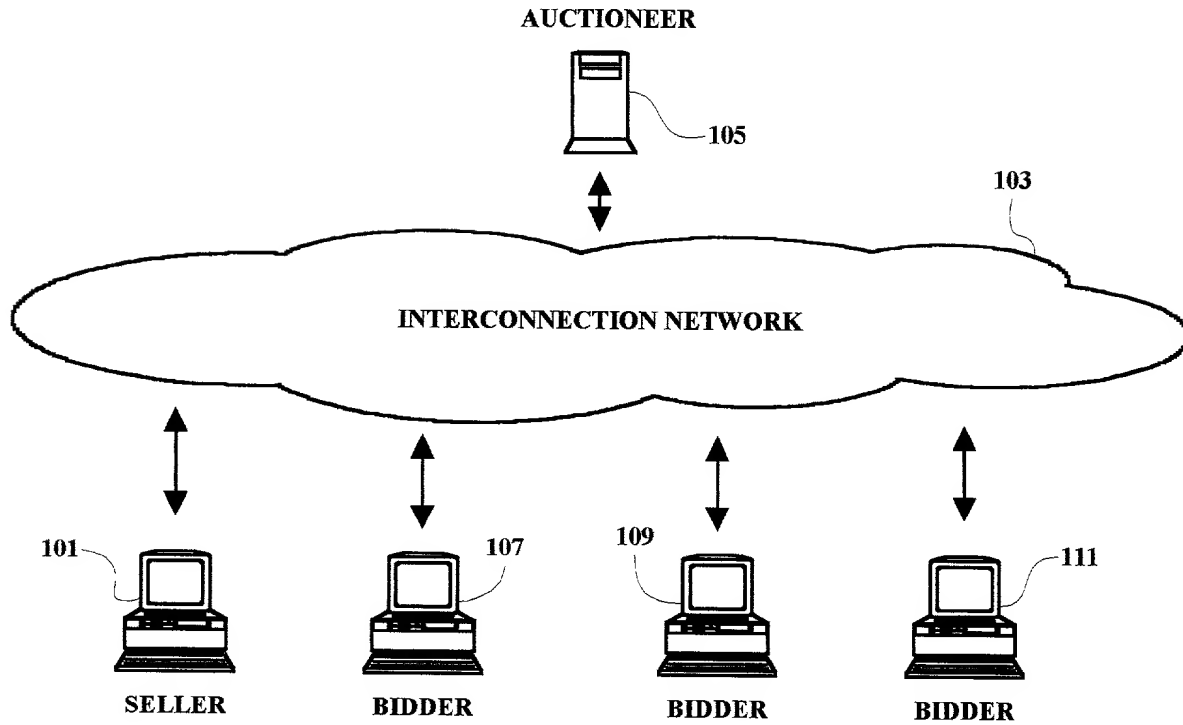 AUCTIONEER
105
103
INTERCONNECTION NETWORK
101
107
109
111
SELLER
BIDDER
BIDDER
BIDDER